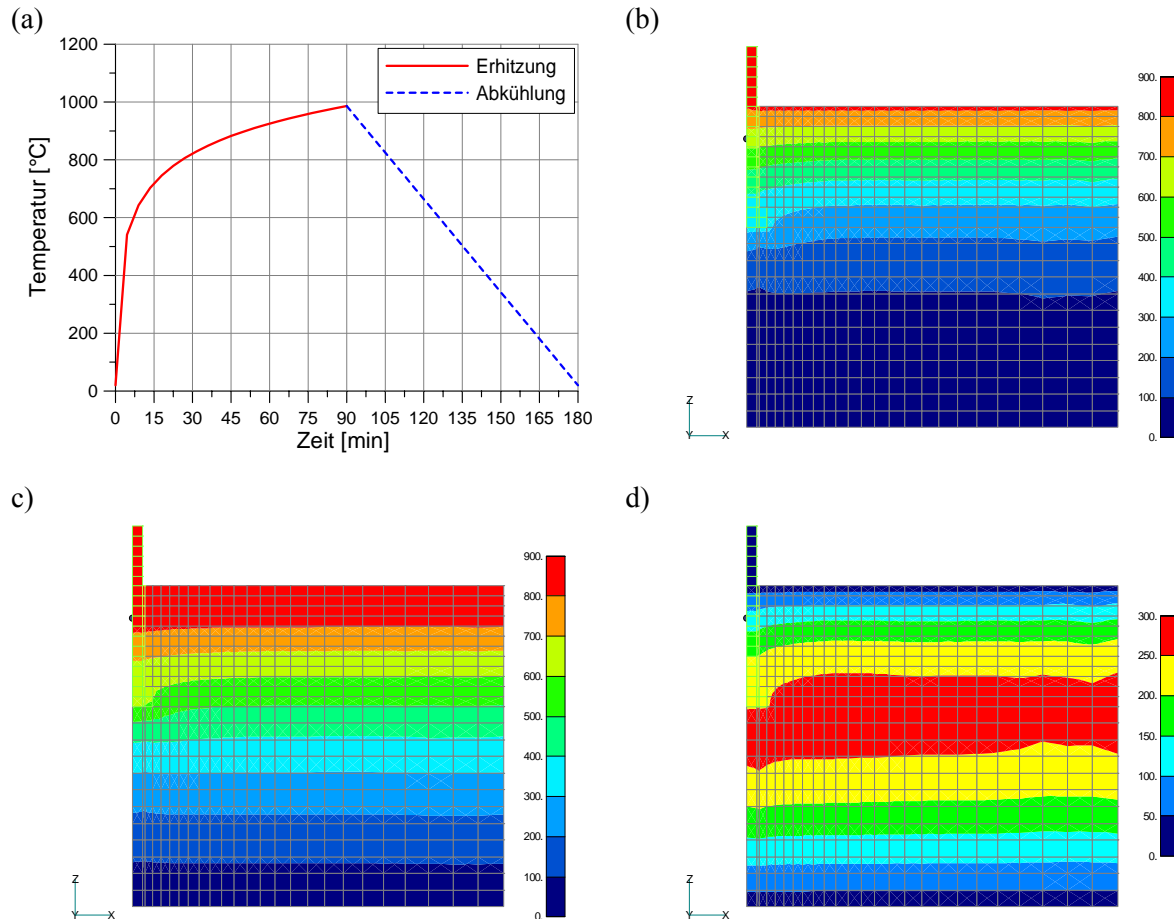 (a)
Temperatur [°C]
1200
1000
800
600
400
200
0
0 15 30 45 60 75 90 105 120 135 150 165 180
Zeit [min]
Erhitzung
Abkühlung
(b)
900.
800.
700.
600.
500.
400.
300.
200.
100.
0.
Z
Y X
c)
900.
800.
700.
600.
500.
400.
300.
200.
100.
0.
Z
Y X
d)
300.
250.
200.
150.
100.
50.
0.
Z
Y X